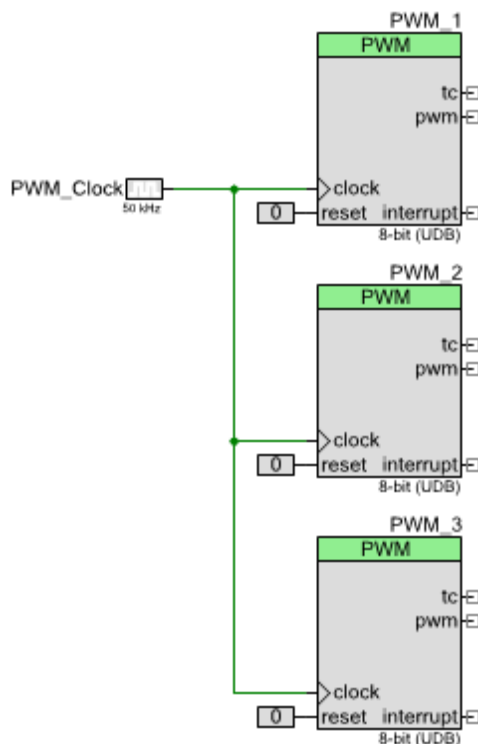 PWM_1
PWM
tc
pwm
PWM_Clock
50 kHz
clock
0
reset interrupt
8-bit (UDB)
PWM_2
PWM
tc
pwm
clock
0
reset interrupt
8-bit (UDB)
PWM_3
PWM
tc
pwm
clock
0
reset interrupt
8-bit (UDB)